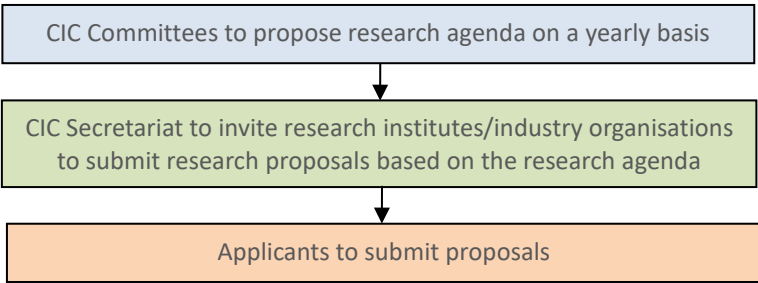 CIC Committees to propose research agenda on a yearly basis
CIC Secretariat to invite research institutes/industry organisations
to submit research proposals based on the research agenda
Applicants to submit proposals